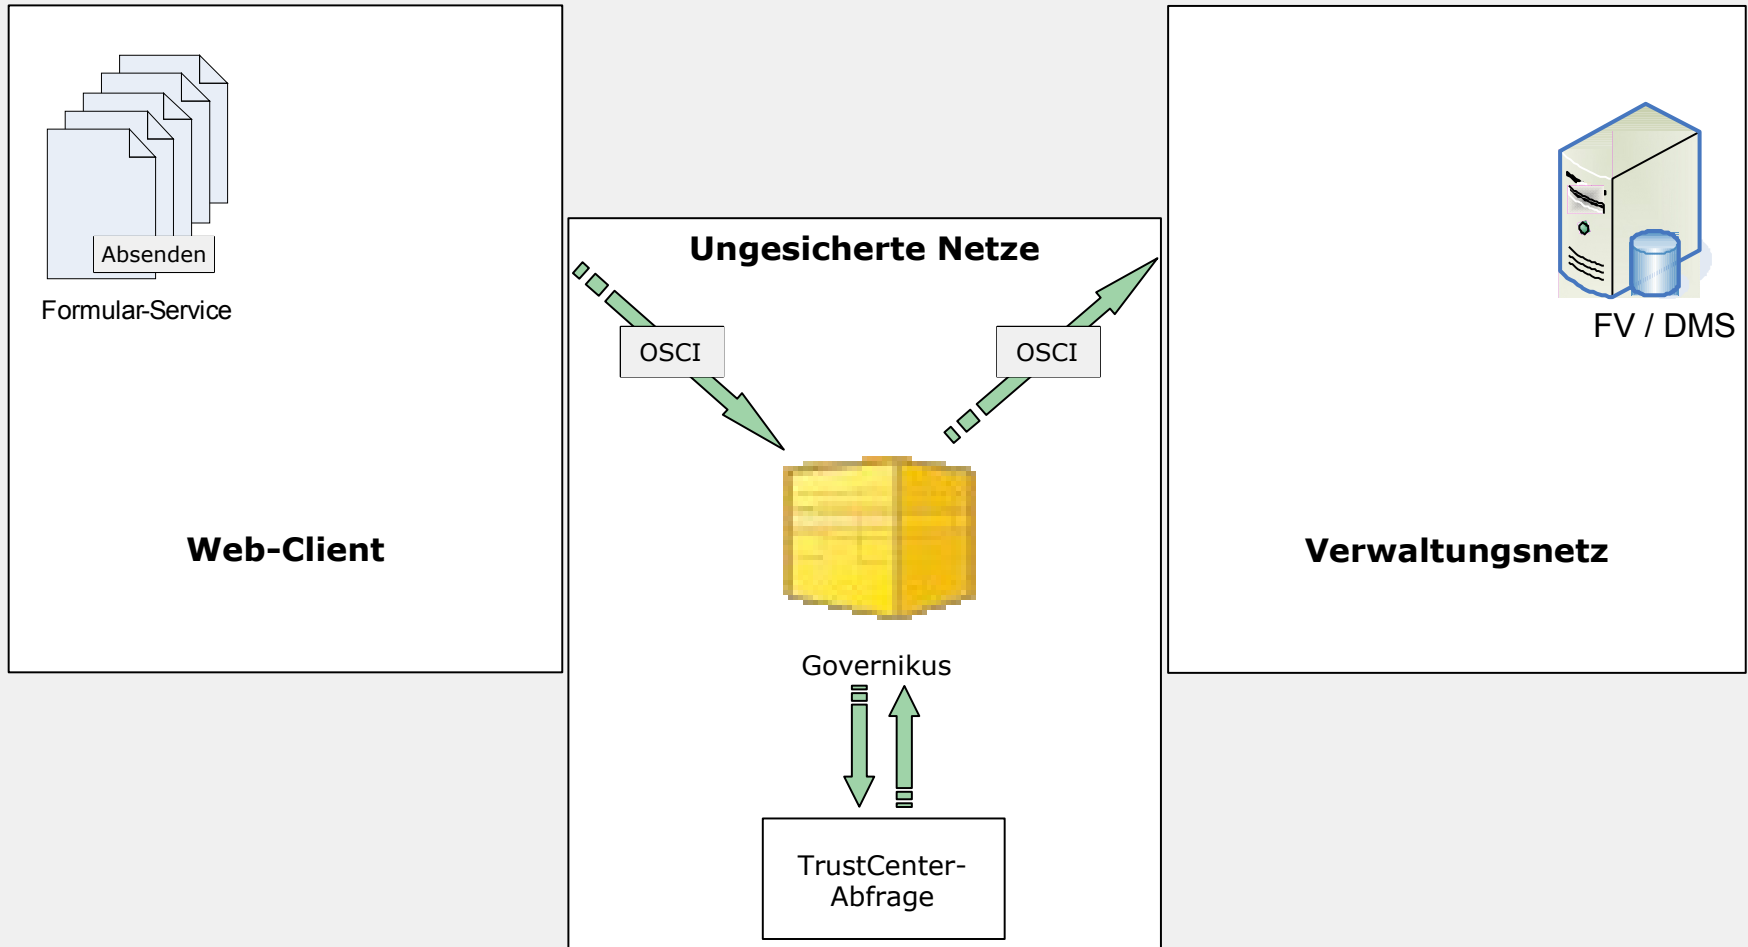 Absenden
Formular-Service
Web-Client
Ungesicherte Netze
OSCI
OSCI
Governikus
TrustCenter-
Abfrage
FV / DMS
Verwaltungsnetz